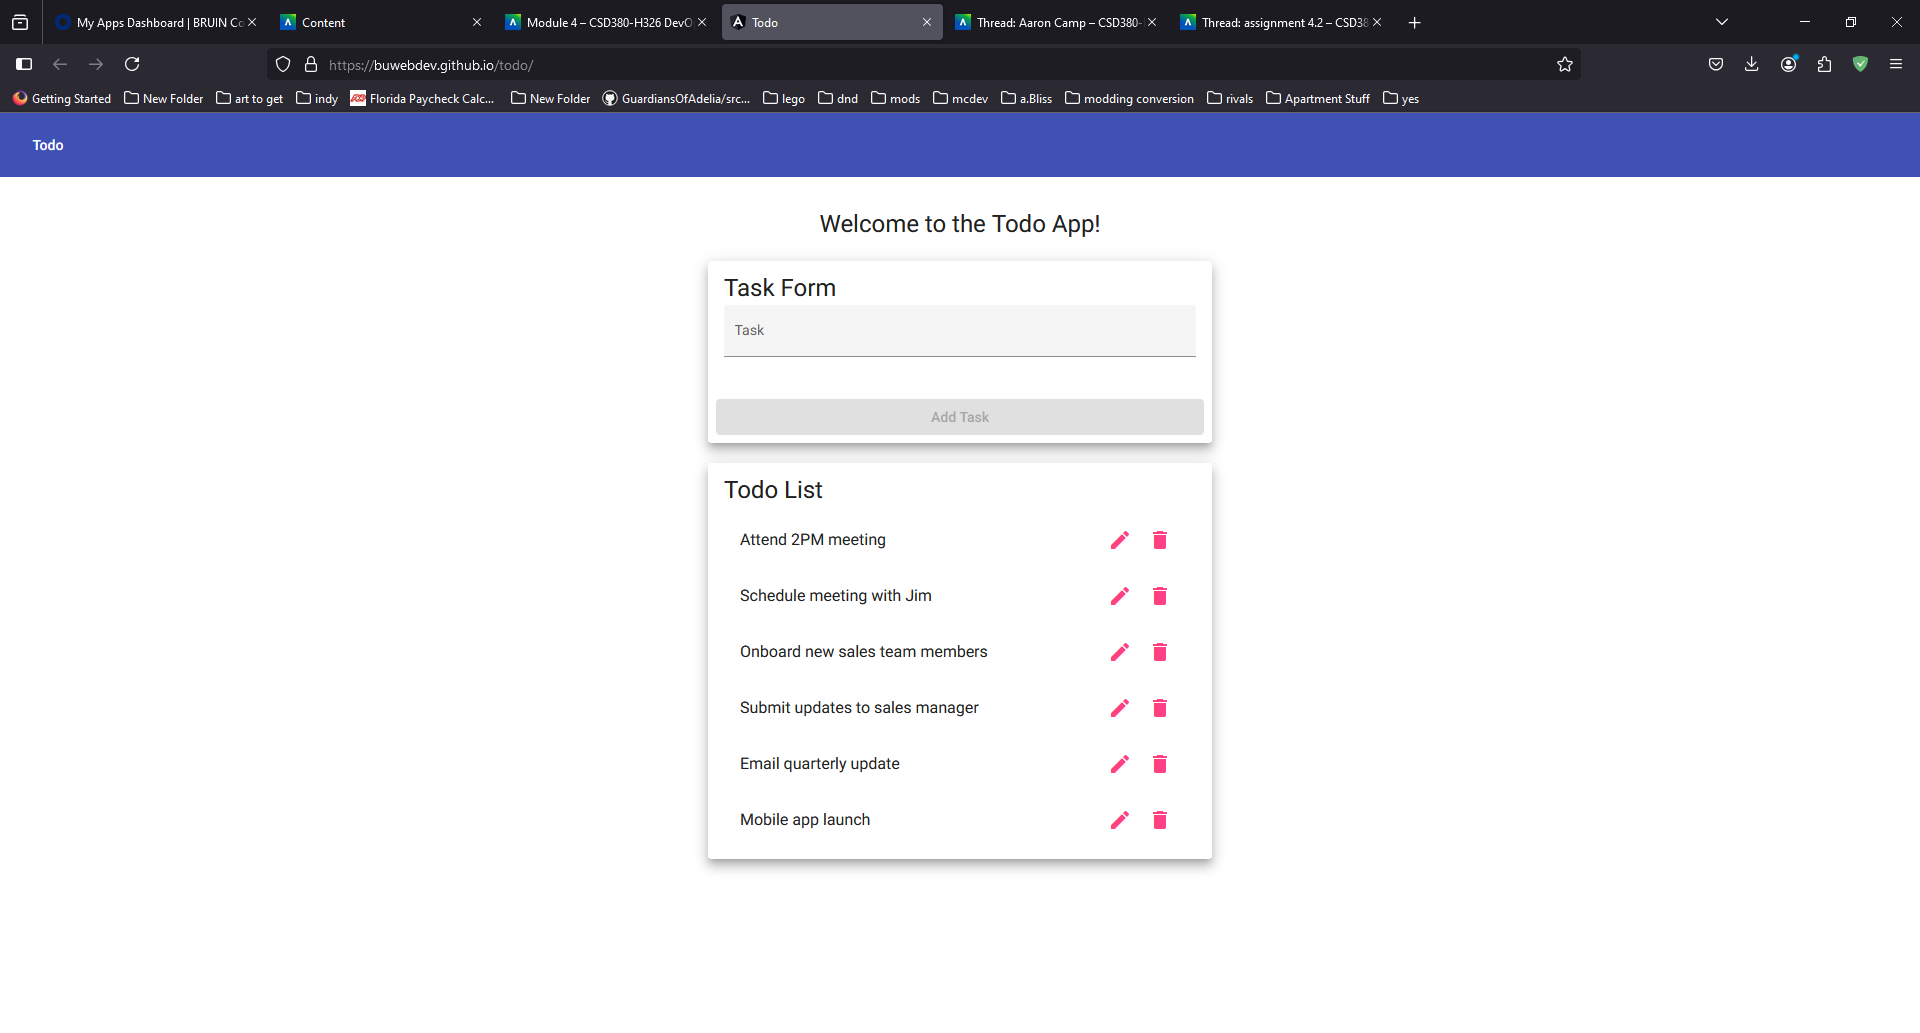 My Apps Dashboard | BRUIN Co
Content
Module 4 – CSD380-H326 DevO
Todo
Thread: Aaron Camp – CSD380-
Thread: assignment 4.2 – CSD38
https://buwebdev.github.io/todo/
Getting Started
New Folder
art to get
indy
Florida Paycheck Calc...
New Folder
GuardiansOfAdelia/src...
lego
dnd
mods
mcdev
a.Bliss
modding conversion
rivals
Apartment Stuff
yes
Todo
Welcome to the Todo App!
Task Form
Task
Add Task
Todo List
Attend 2PM meeting
Schedule meeting with Jim
Onboard new sales team members
Submit updates to sales manager
Email quarterly update
Mobile app launch